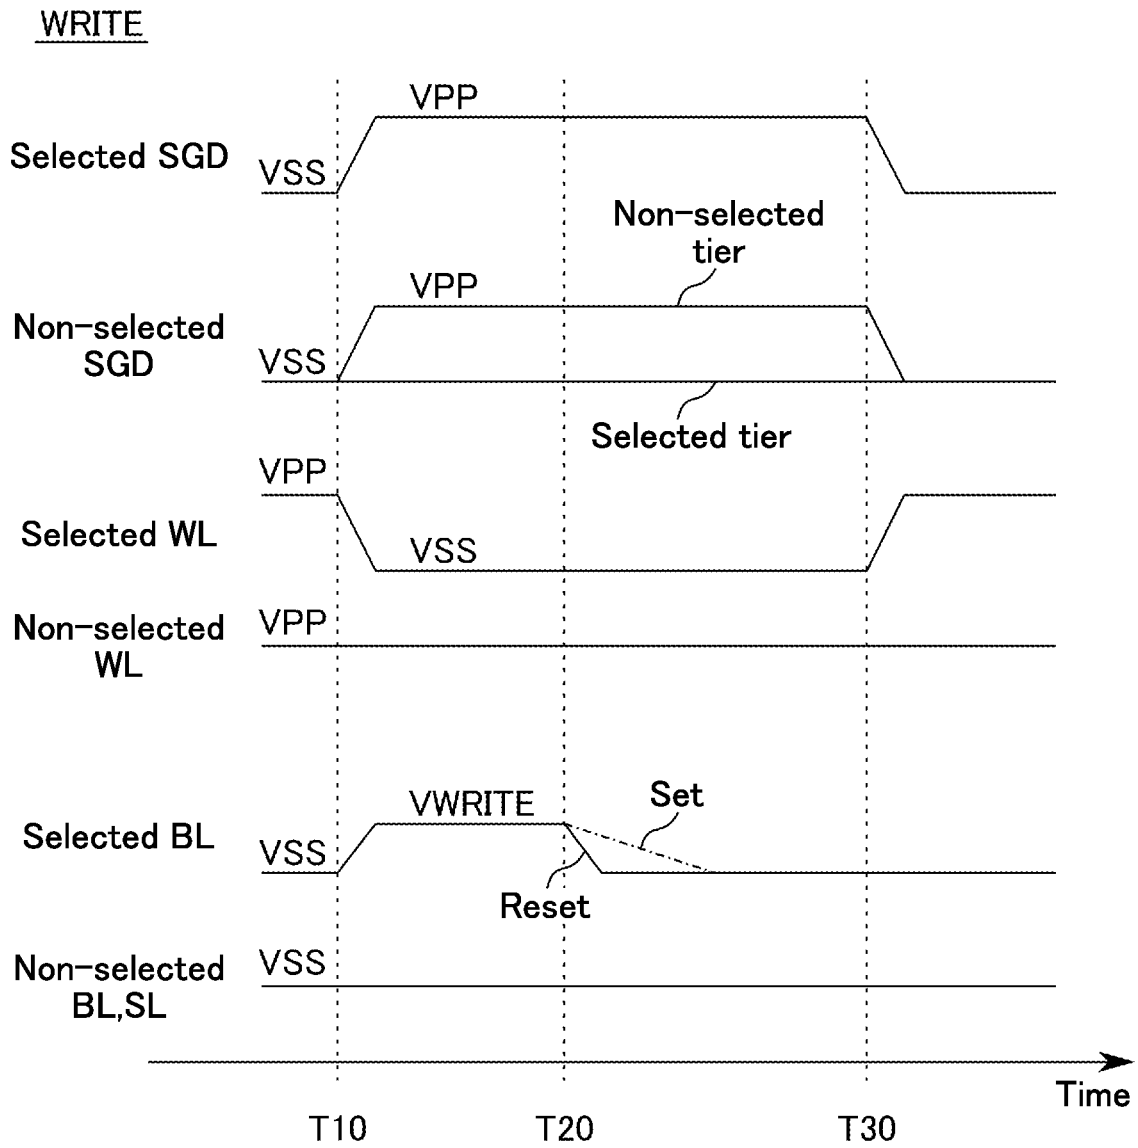 WRITE
VPP
Selected SGD
VSS
Non-selected
tier
VPP
Non-selected
SGD
VSS
Selected tier
VPP
Selected WL
VSS
Non-selected
WL
VPP
VWRITE
Set
Selected BL
VSS
Reset
Non-selected
BL,SL
VSS
Time
T10
T20
T30